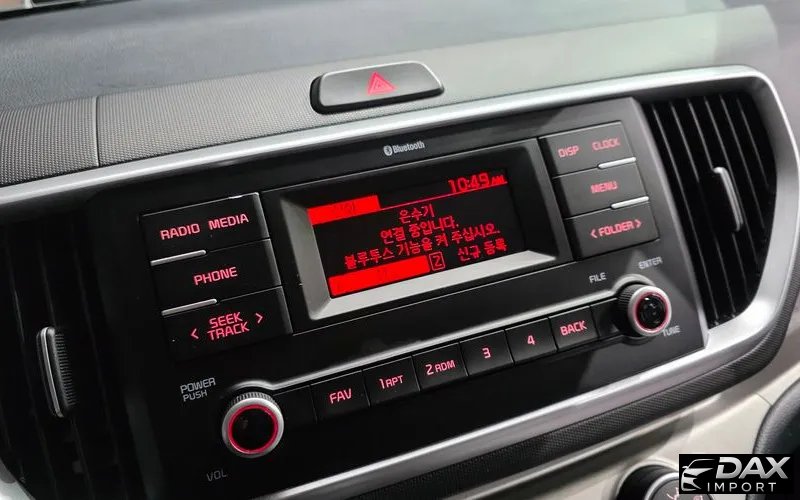 Bluetooth
DISP CLOCK
10:49 AM
RADIO MEDIA
온수기
연결 중입니다.
MENU
블루투스 기능을 켜 주십시오.
PHONE
2 신규 등록
< FOLDER >
< SEEK >
TRACK
FILE
ENTER
POWER
PUSH
FAV
1 RPT
2 RDM
3
4
BACK
TUNE
VOL
DAX
IMPORT